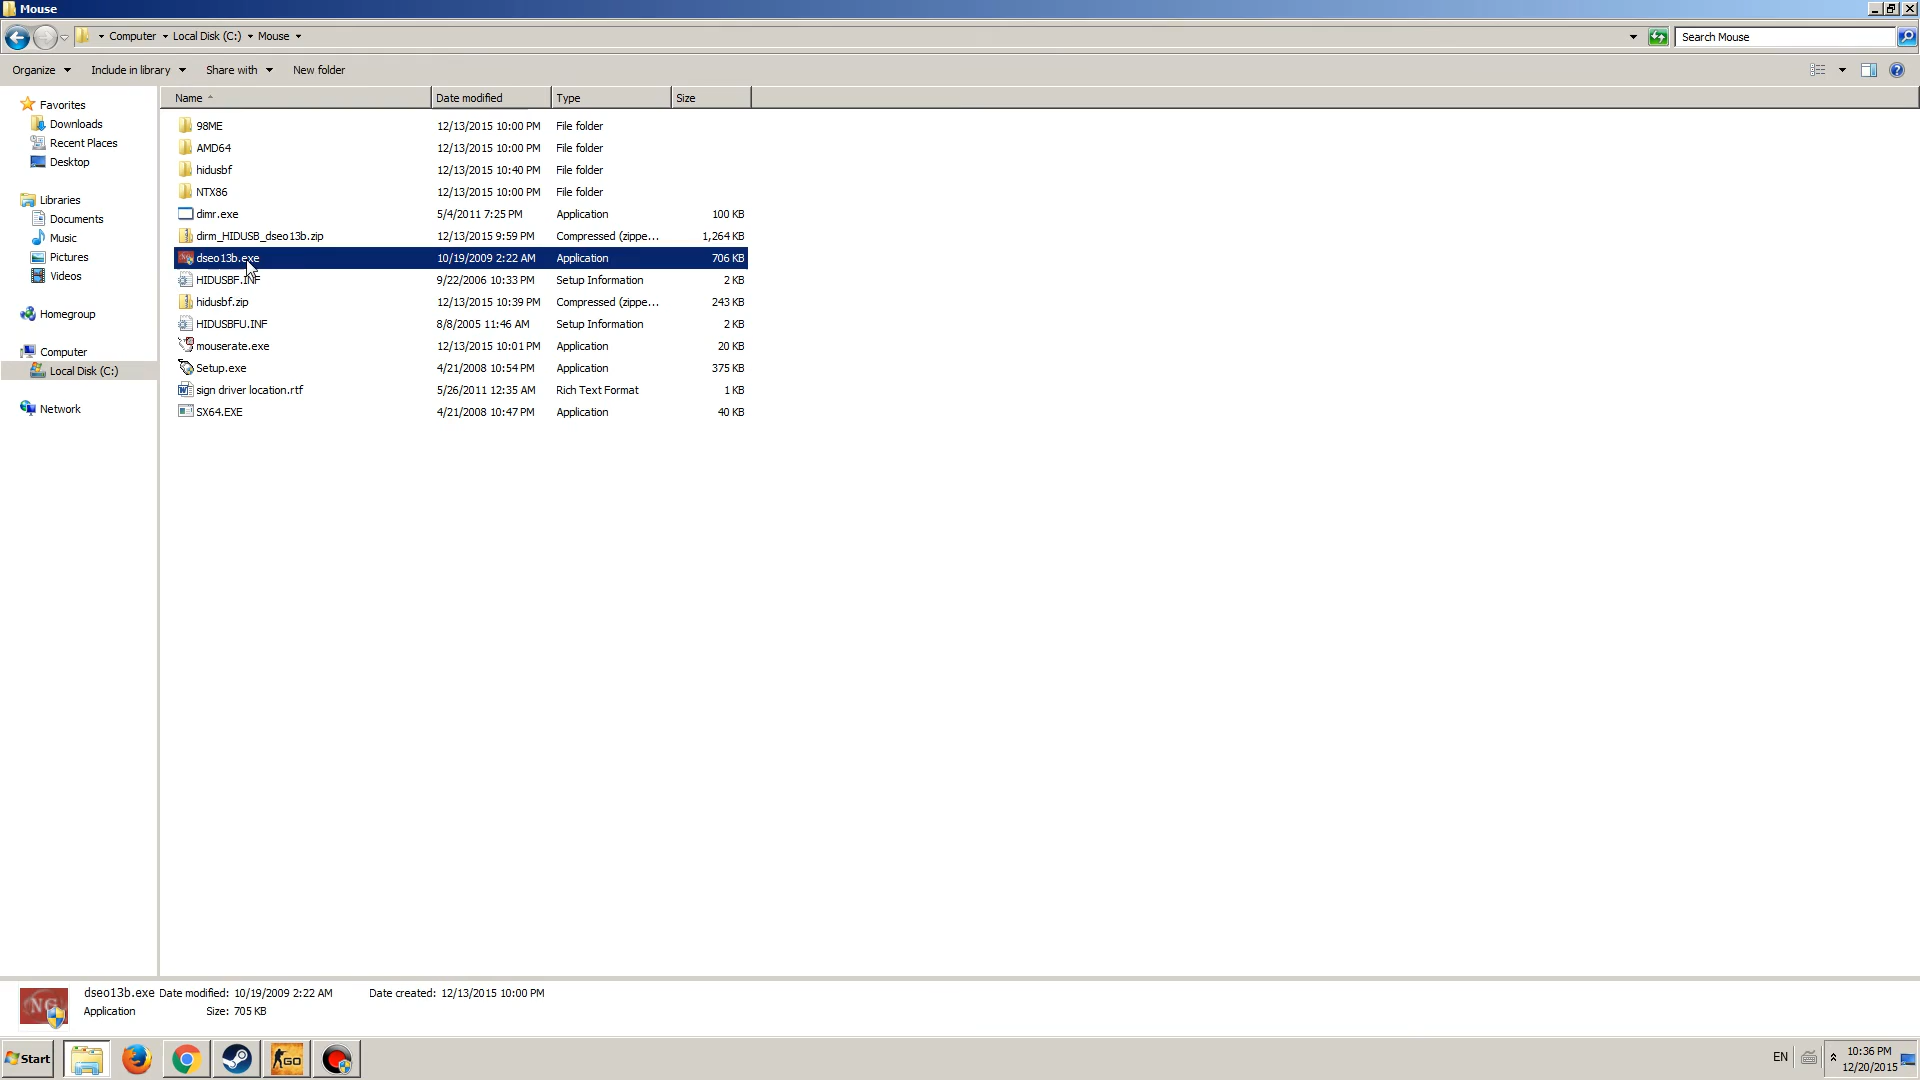 Mouse
Computer Local Disk (C:) Mouse
Search Mouse
Organize Include in library Share with New folder
Name Date modified Type Size
Favorites
Downloads
Recent Places
Desktop
Libraries
Documents
Music
Pictures
Videos
Homegroup
Computer
Local Disk (C:)
Network
98ME 12/13/2015 10:00 PM File folder
AMD64 12/13/2015 10:00 PM File folder
hidusbf 12/13/2015 10:40 PM File folder
NTX86 12/13/2015 10:00 PM File folder
dimr.exe 5/4/2011 7:25 PM Application 100 KB
dirm_HIDUSB_dseo13b.zip 12/13/2015 9:59 PM Compressed (zippe... 1,264 KB
dseo13b.exe 10/19/2009 2:22 AM Application 706 KB
HIDUSBF.INF 9/22/2006 10:33 PM Setup Information 2 KB
hidusbf.zip 12/13/2015 10:39 PM Compressed (zippe... 243 KB
HIDUSBFU.INF 8/8/2005 11:46 AM Setup Information 2 KB
mouserate.exe 12/13/2015 10:01 PM Application 20 KB
Setup.exe 4/21/2008 10:54 PM Application 375 KB
sign driver location.rtf 5/26/2011 12:35 AM Rich Text Format 1 KB
SX64.EXE 4/21/2008 10:47 PM Application 40 KB
NG
dseo13b.exe Date modified: 10/19/2009 2:22 AM Date created: 12/13/2015 10:00 PM
Application Size: 705 KB
Start
GO
EN
10:36 PM
12/20/2015